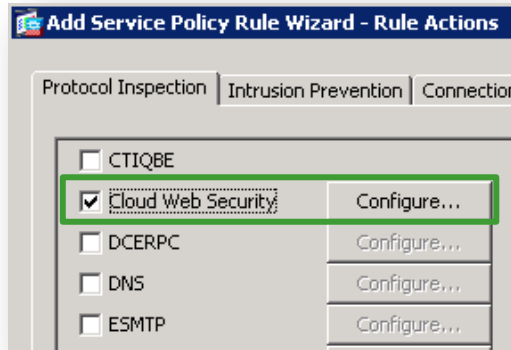 Add Service Policy Rule Wizard - Rule Actions
Protocol Inspection Intrusion Prevention Connection
CTIQBE
Cloud Web Security Configure...
DCERPC Configure...
DNS Configure...
ESMTP Configure...